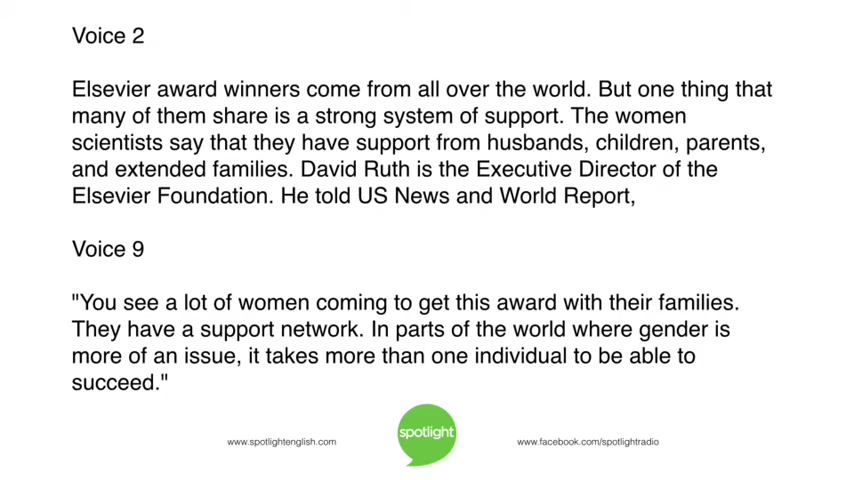 Voice 2
Elsevier award winners come from all over the world. But one thing that
many of them share is a strong system of support. The women
scientists say that they have support from husbands, children, parents,
and extended families. David Ruth is the Executive Director of the
Elsevier Foundation. He told US News and World Report,
Voice 9
"You see a lot of women coming to get this award with their families.
They have a support network. In parts of the world where gender is
more of an issue, it takes more than one individual to be able to
succeed."
www.spotlightenglish.com
spotlight
www.facebook.com/spotlightradio